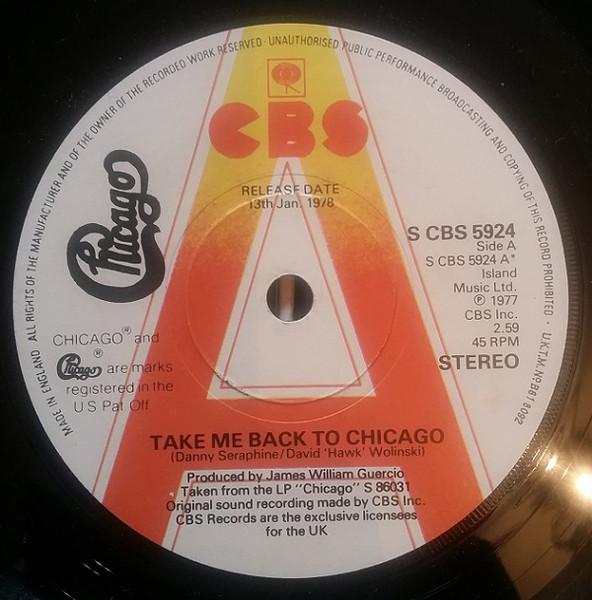 MADE IN ENGLAND ALL RIGHTS OF THE MANUFACTURER AND OF THE OWNER OF THE RECORDED WORK RESERVED · UNAUTHORISED PUBLIC PERFORMANCE BROADCASTING AND COPYING OF THIS RECORD PROHIBITED · U.K.T.M. Nº B818092
CBS
RELEASE DATE
13th Jan. 1978
Chicago
S CBS 5924
Side A
S CBS 5924 A*
Island
Music Ltd.
℗ 1977
CBS Inc.
2.59
45 RPM
STEREO
CHICAGO® and
Chicago® are marks
registered in the
U S Pat Off
TAKE ME BACK TO CHICAGO
(Danny Seraphine/David 'Hawk' Wolinski)
Produced by James William Guercio
Taken from the LP "Chicago" S 86031
Original sound recording made by CBS Inc.
CBS Records are the exclusive licensees
for the UK